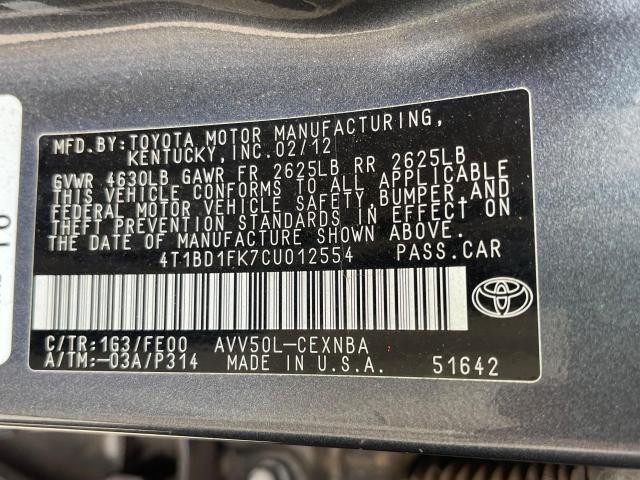 MFD.BY:TOYOTA MOTOR MANUFACTURING,
KENTUCKY,INC.02/12
GVWR 4630LB GAWR FR 2625LB RR 2625LB
THIS VEHICLE CONFORMS TO ALL APPLICABLE
FEDERAL MOTOR VEHICLE SAFETY,BUMPER,AND
THEFT PREVENTION STANDARDS IN EFFECT ON
THE DATE OF MANUFACTURE SHOWN ABOVE.
4T1BD1FK7CU012554 PASS.CAR
C/TR:1G3/FE00 AVV50L-CEXNBA
A/TM:-03A/P314 MADE IN U.S.A. 51642